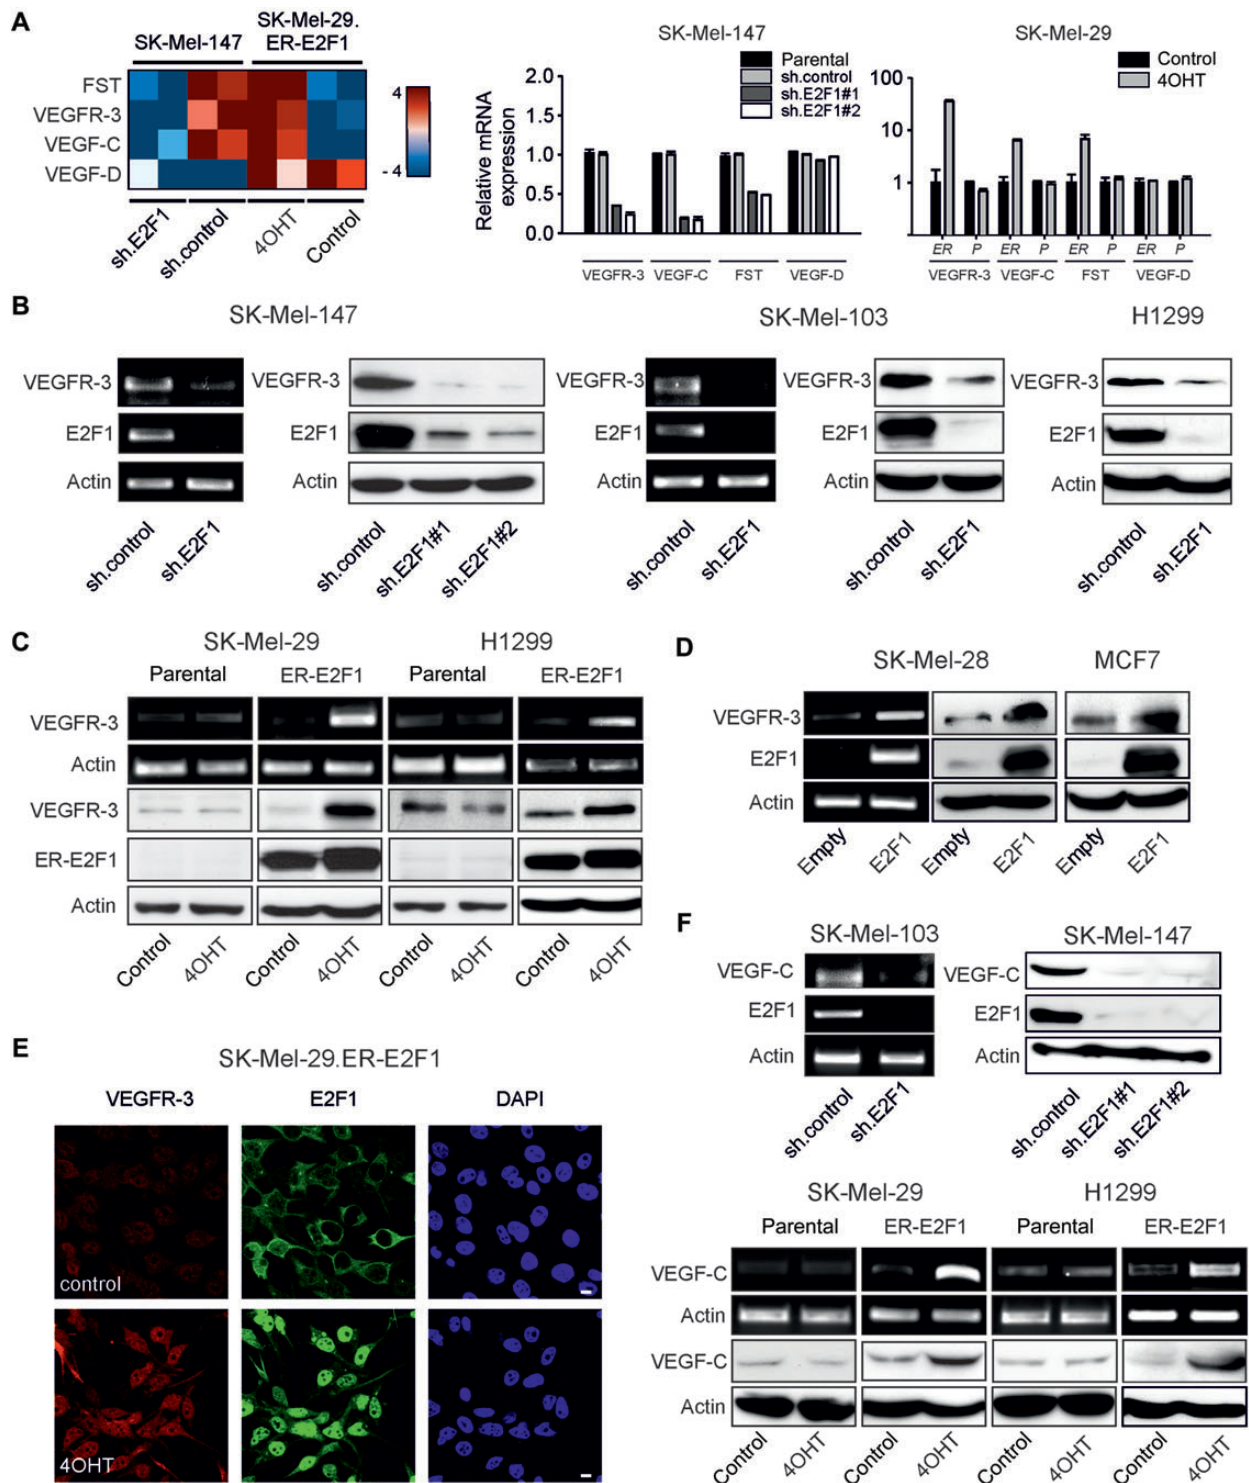 A
SK-Mel-147
SK-Mel-29.
ER-E2F1
FST
VEGFR-3
VEGF-C
VEGF-D
4
- 4
sh.E2F1
sh.control
4OHT
Control
SK-Mel-147
Parental
sh.control
sh.E2F1#1
sh.E2F1#2
Relative mRNA
expression
2.0
1.5
1.0
0.5
0.0
VEGFR-3
VEGF-C
FST
VEGF-D
SK-Mel-29
Control
4OHT
100
10
1
ER P ER P ER P ER P
VEGFR-3
VEGF-C
FST
VEGF-D
B
SK-Mel-147
SK-Mel-103
H1299
VEGFR-3
E2F1
Actin
sh.control
sh.E2F1
VEGFR-3
E2F1
Actin
sh.control
sh.E2F1#1
sh.E2F1#2
VEGFR-3
E2F1
Actin
sh.control
sh.E2F1
VEGFR-3
E2F1
Actin
sh.control
sh.E2F1
VEGFR-3
E2F1
Actin
sh.control
sh.E2F1
C
SK-Mel-29
H1299
Parental
ER-E2F1
Parental
ER-E2F1
VEGFR-3
Actin
VEGFR-3
ER-E2F1
Actin
Control
4OHT
Control
4OHT
Control
4OHT
Control
4OHT
D
SK-Mel-28
MCF7
VEGFR-3
E2F1
Actin
Empty
E2F1
Empty
E2F1
Empty
E2F1
E
SK-Mel-29.ER-E2F1
VEGFR-3
E2F1
DAPI
control
4OHT
F
SK-Mel-103
SK-Mel-147
VEGF-C
E2F1
Actin
sh.control
sh.E2F1
VEGF-C
E2F1
Actin
sh.control
sh.E2F1#1
sh.E2F1#2
SK-Mel-29
H1299
Parental
ER-E2F1
Parental
ER-E2F1
VEGF-C
Actin
VEGF-C
Actin
Control
4OHT
Control
4OHT
Control
4OHT
Control
4OHT